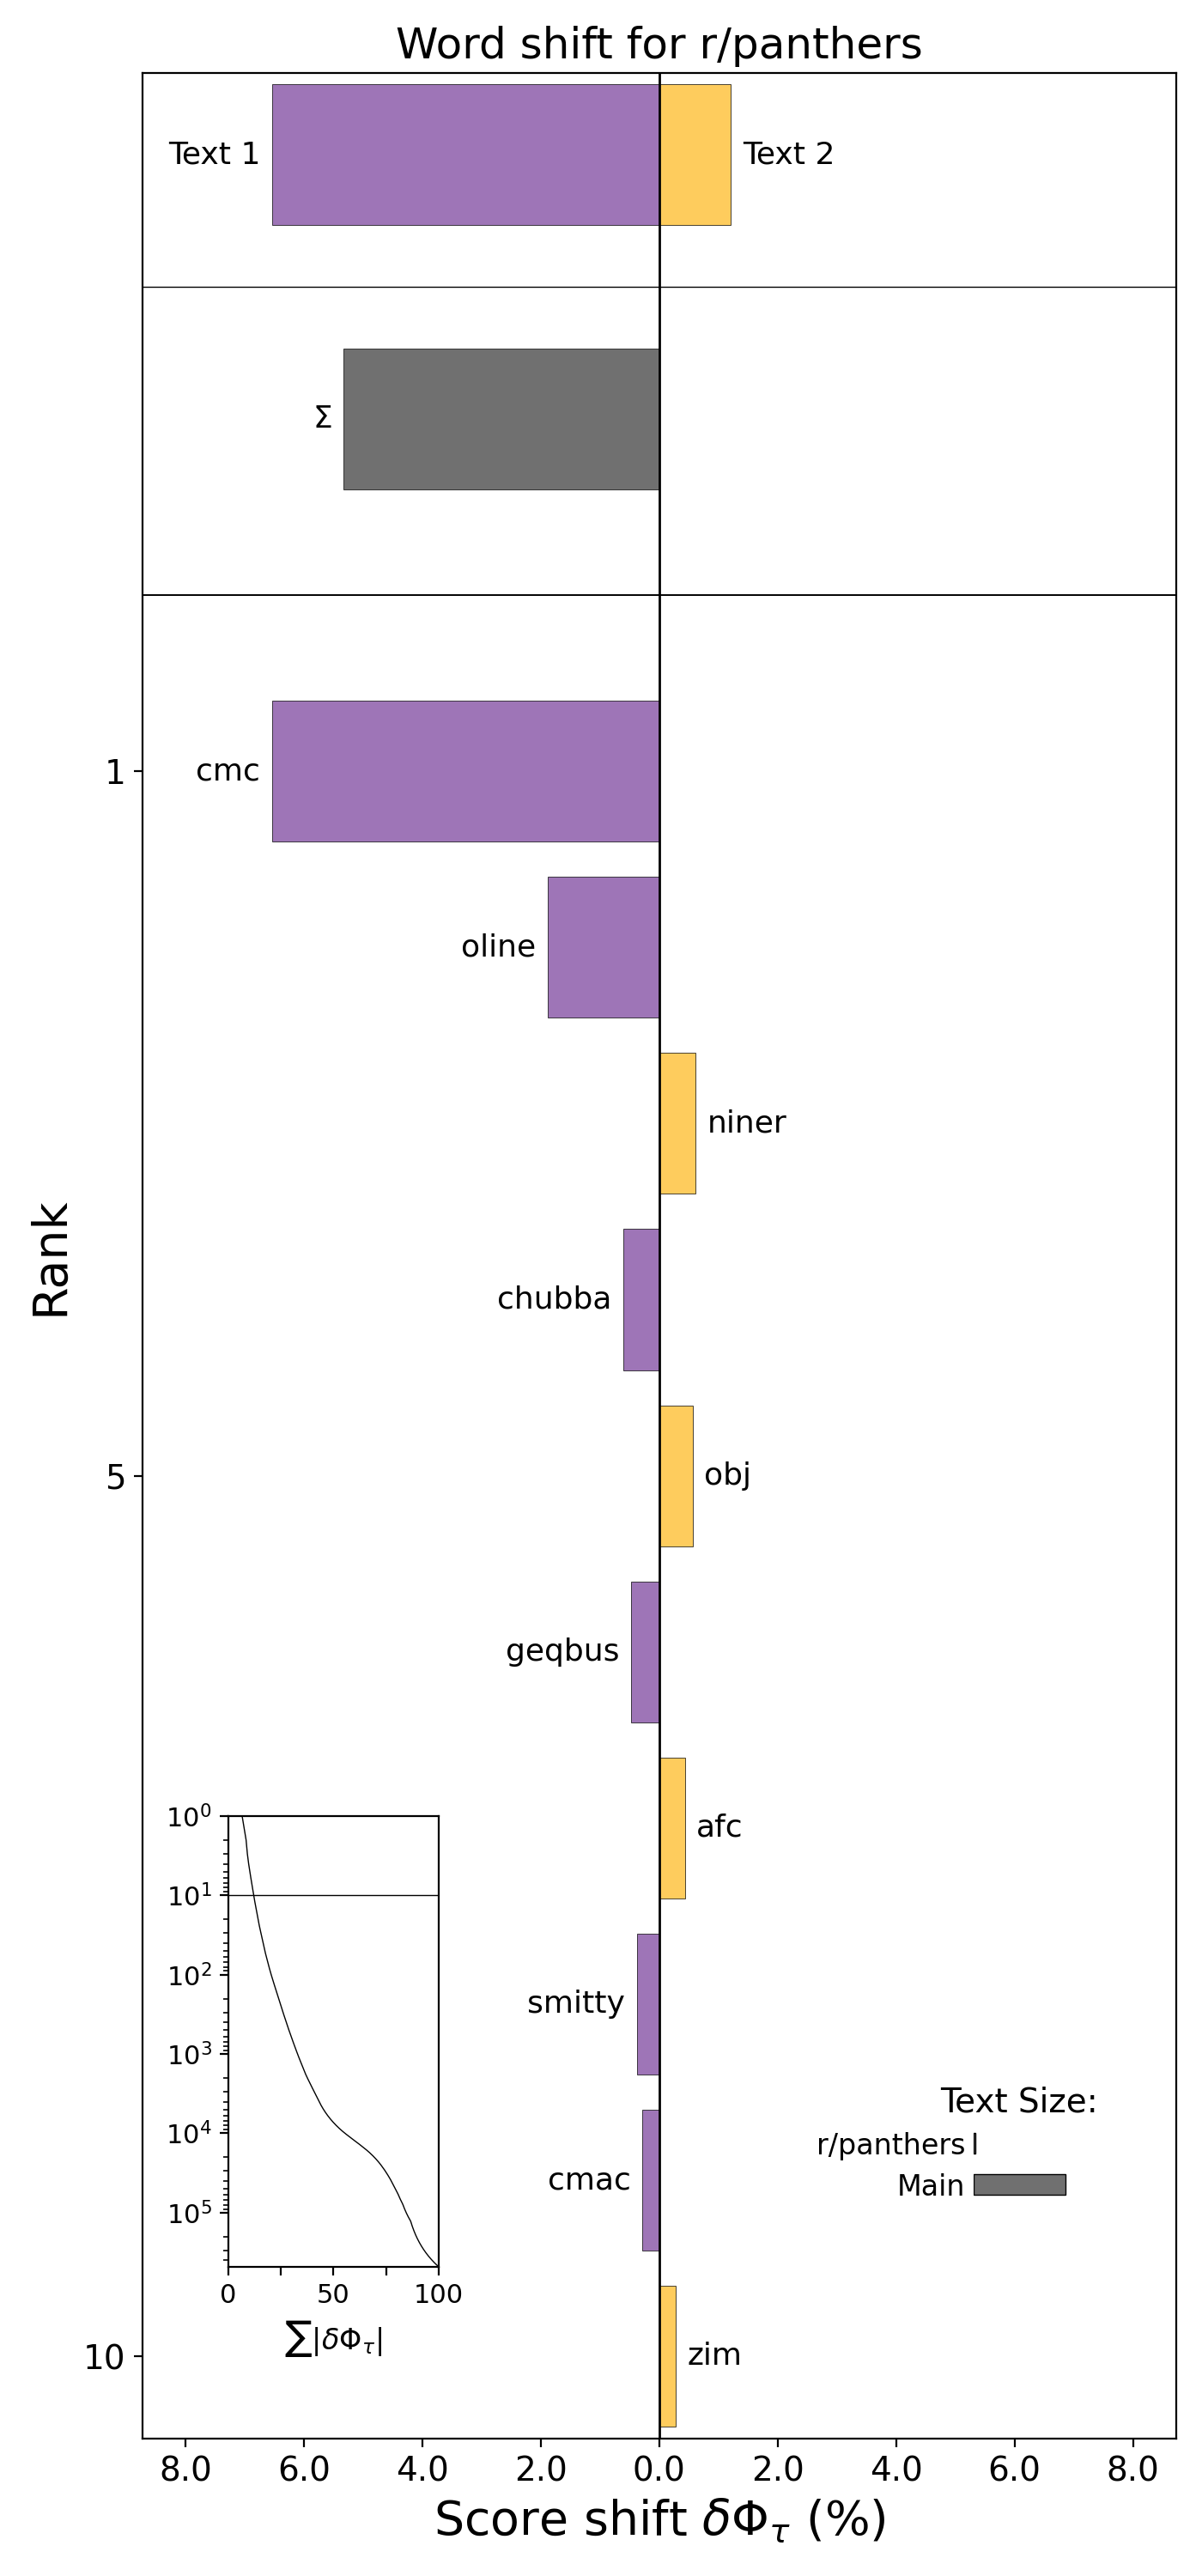 Word shift for r/panthers
Text 1
Text 2
Σ
Rank
1
cmc
oline
niner
chubba
5
obj
geqbus
afc
smitty
cmac
10
zim
10⁰
10¹
10²
10³
10⁴
10⁵
0 50 100
∑|δΦτ|
Text Size:
r/panthers
Main
8.0 6.0 4.0 2.0 0.0 2.0 4.0 6.0 8.0
Score shift δΦτ (%)